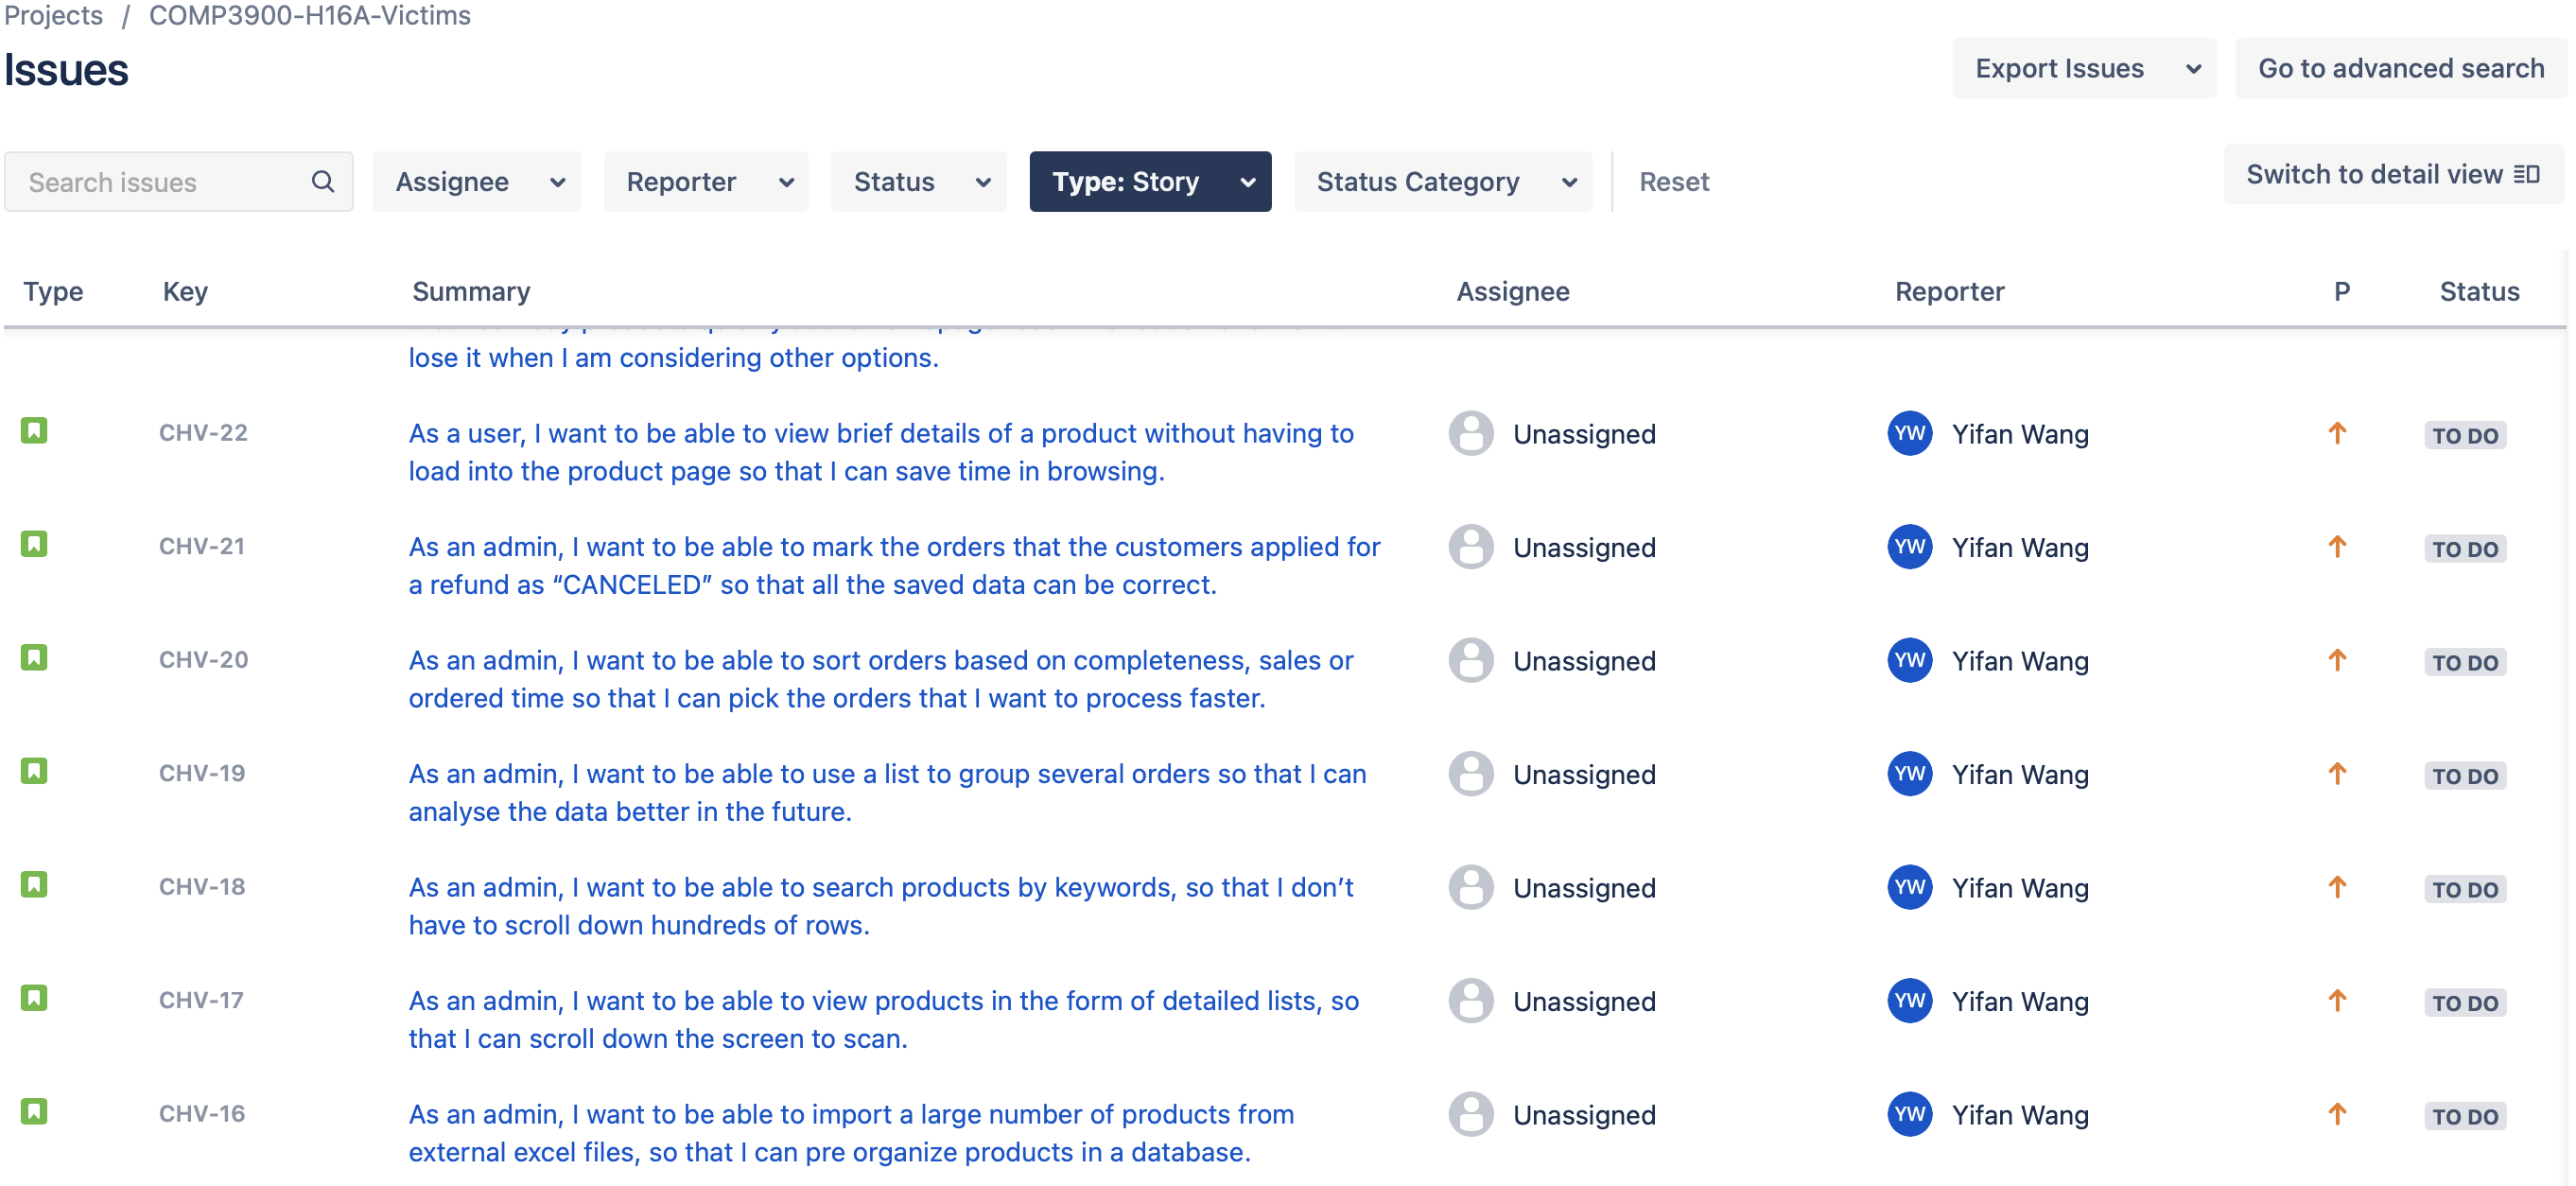 Projects / COMP3900-H16A-Victims
Issues
Export Issues
Go to advanced search
Search issues
Assignee
Reporter
Status
Type: Story
Status Category
Reset
Switch to detail view
Type Key Summary Assignee Reporter P Status
lose it when I am considering other options.
CHV-22 As a user, I want to be able to view brief details of a product without having to Unassigned YW Yifan Wang TO DO
load into the product page so that I can save time in browsing.
CHV-21 As an admin, I want to be able to mark the orders that the customers applied for Unassigned YW Yifan Wang TO DO
a refund as “CANCELED” so that all the saved data can be correct.
CHV-20 As an admin, I want to be able to sort orders based on completeness, sales or Unassigned YW Yifan Wang TO DO
ordered time so that I can pick the orders that I want to process faster.
CHV-19 As an admin, I want to be able to use a list to group several orders so that I can Unassigned YW Yifan Wang TO DO
analyse the data better in the future.
CHV-18 As an admin, I want to be able to search products by keywords, so that I don’t Unassigned YW Yifan Wang TO DO
have to scroll down hundreds of rows.
CHV-17 As an admin, I want to be able to view products in the form of detailed lists, so Unassigned YW Yifan Wang TO DO
that I can scroll down the screen to scan.
CHV-16 As an admin, I want to be able to import a large number of products from Unassigned YW Yifan Wang TO DO
external excel files, so that I can pre organize products in a database.